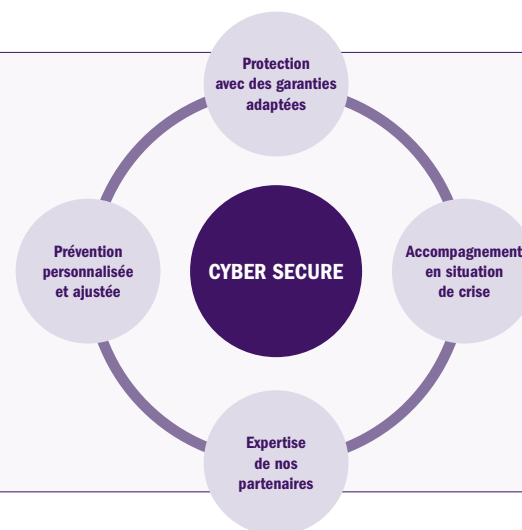 Protection
avec des garanties
adaptées
Prévention
personnalisée
et ajustée
CYBER SECURE
Accompagnement
en situation
de crise
Expertise
de nos
partenaires